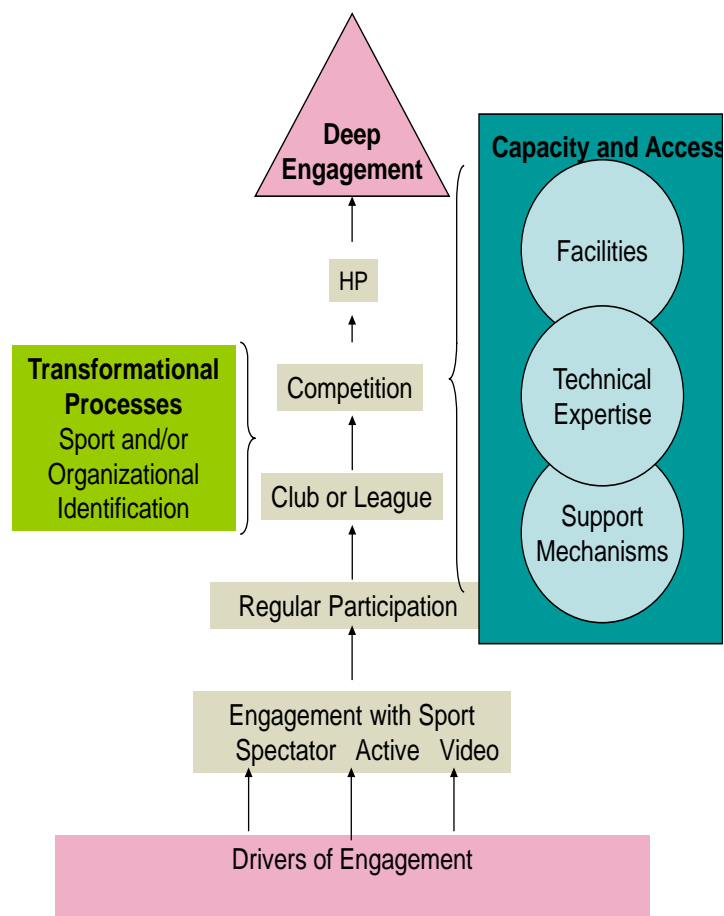 Deep
Engagement
Capacity and Access
Facilities
HP
Transformational
Processes
Sport and/or
Organizational
Identification
Competition
Technical
Expertise
Club or League
Support
Mechanisms
Regular Participation
Engagement with Sport
Spectator Active Video
Drivers of Engagement